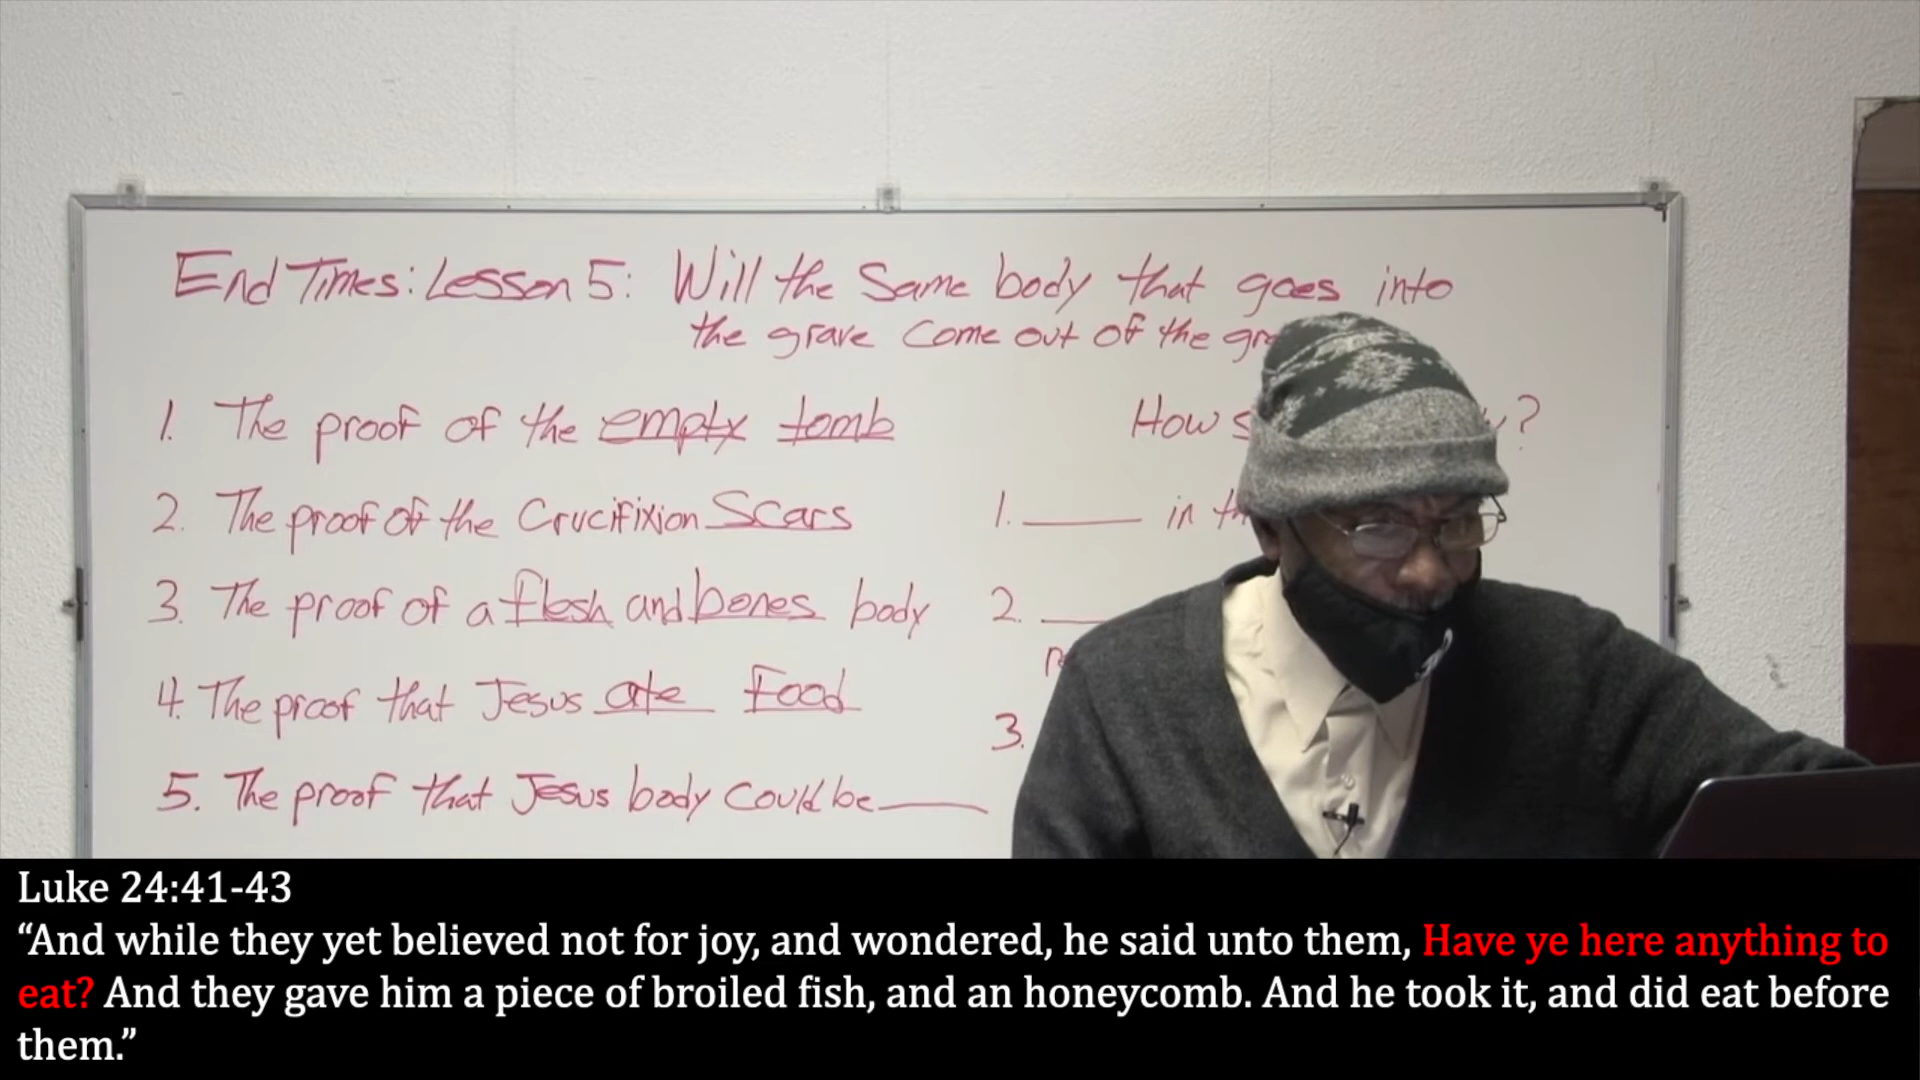 End Times: Lesson 5: Will the Same body that goes into
the grave come out of the
1. The proof of the empty tomb
2. The proof of the Crucifixion Scars
3. The proof of a flesh and bones body
4. The proof that Jesus ate Food
5. The proof that Jesus body could be
How ?
1. in
2.
3.
Luke 24:41-43
“And while they yet believed not for joy, and wondered, he said unto them, Have ye here anything to
eat? And they gave him a piece of broiled fish, and an honeycomb. And he took it, and did eat before
them.”